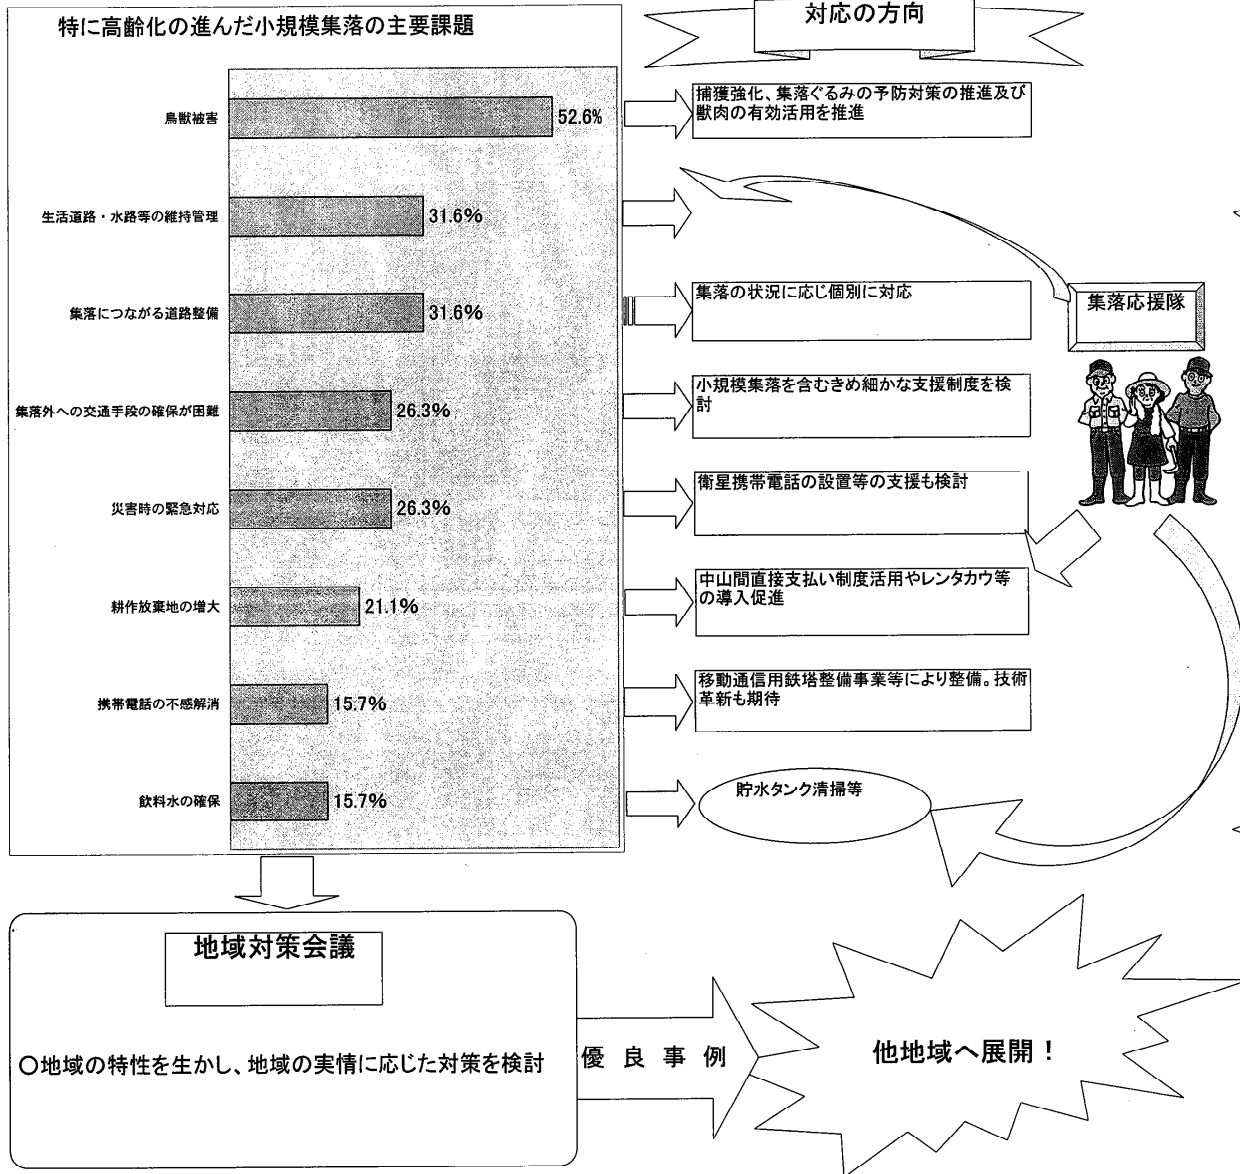 特に高齢化の進んだ小規模集落の主要課題
対応の方向
鳥獣被害
52.6%
捕獲強化、集落ぐるみの予防対策の推進及び
獣肉の有効活用を推進
生活道路・水路等の維持管理
31.6%
集落につながる道路整備
31.6%
集落の状況に応じ個別に対応
集落応援隊
集落外への交通手段の確保が困難
26.3%
小規模集落を含むきめ細かな支援制度を検
討
災害時の緊急対応
26.3%
衛星携帯電話の設置等の支援も検討
耕作放棄地の増大
21.1%
中山間直接支払い制度活用やレンタカウ等
の導入促進
携帯電話の不感解消
15.7%
移動通信用鉄塔整備事業等により整備。技術
革新も期待
飲料水の確保
15.7%
貯水タンク清掃等
地域対策会議
〇地域の特性を生かし、地域の実情に応じた対策を検討
優良事例
他地域へ展開！